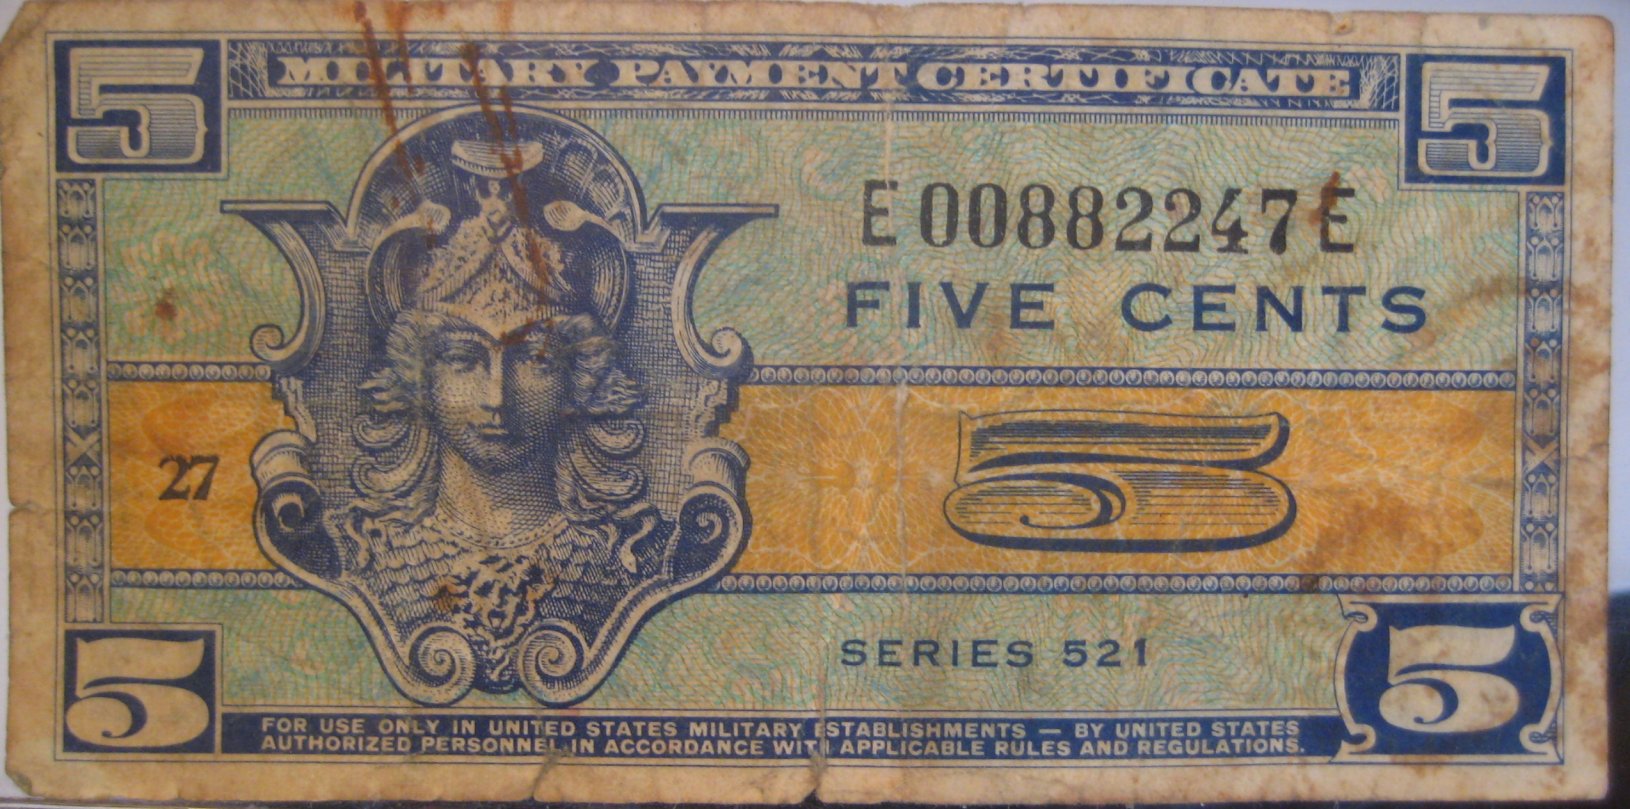 5 MILITARY PAYMENT CERTIFICATE 5
E00882247E
FIVE CENTS
27 5
SERIES 521
5 5
FOR USE ONLY IN UNITED STATES MILITARY ESTABLISHMENTS — BY UNITED STATES
AUTHORIZED PERSONNEL IN ACCORDANCE WITH APPLICABLE RULES AND REGULATIONS.